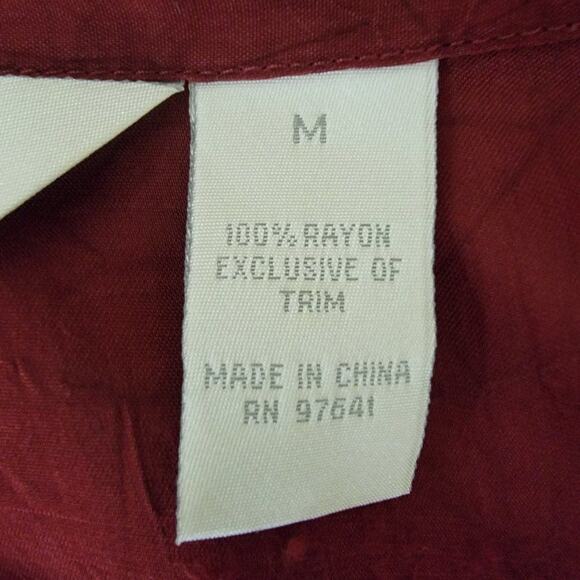 M
100% RAYON
EXCLUSIVE OF
TRIM
MADE IN CHINA
RN 97641